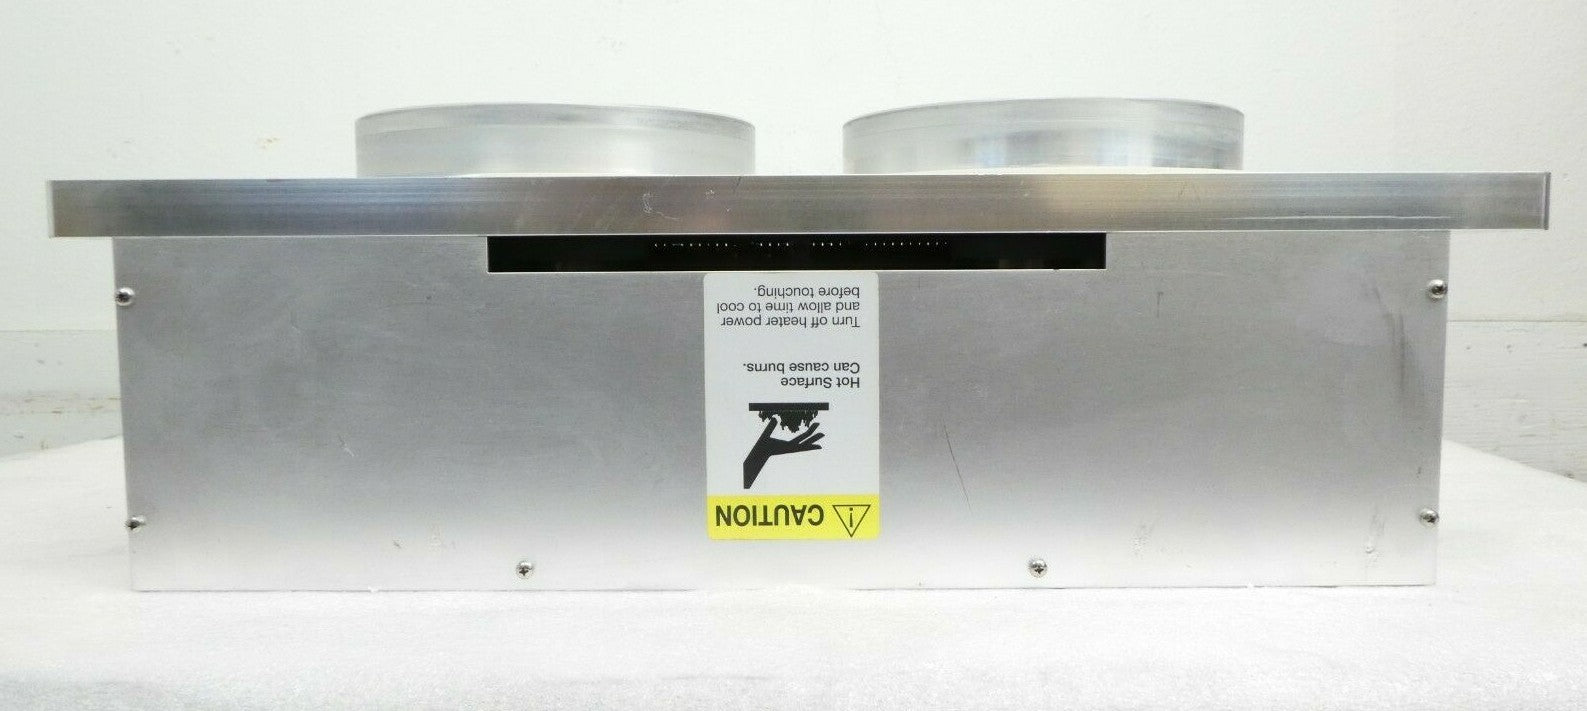 CAUTION
Hot Surface
Can cause burns.
Turn off heater power
and allow time to cool
before touching.